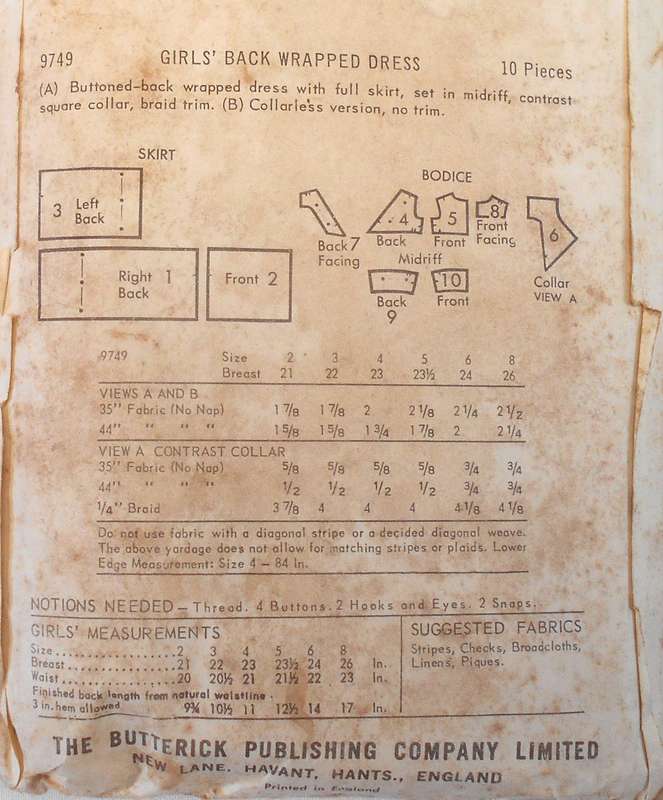 9749 GIRLS' BACK WRAPPED DRESS 10 Pieces
(A) Buttoned-back wrapped dress with full skirt, set in midriff, contrast
square collar, braid trim. (B) Collarless version, no trim.
SKIRT
3 Left
Back
Right 1
Back
Front 2
BODICE
Back 7
Facing
4
Back
5
Front
8
Front
Facing
6
Collar
VIEW A
Midriff
Back
9
10
Front
9749 Size 2 3 4 5 6 8
Breast 21 22 23 23½ 24 26
VIEWS A AND B
35" Fabric (No Nap) 1 7/8 1 7/8 2 2 1/8 2 1/4 2 1/2
44" " " " 1 5/8 1 5/8 1 3/4 1 7/8 2 2 1/4
VIEW A CONTRAST COLLAR
35" Fabric (No Nap) 5/8 5/8 5/8 5/8 3/4 3/4
44" " " " 1/2 1/2 1/2 1/2 3/4 3/4
1/4" Braid 3 7/8 4 4 4 4 1/8 4 1/8
Do not use fabric with a diagonal stripe or a decided diagonal weave.
The above yardage does not allow for matching stripes or plaids. Lower
Edge Measurement: Size 4 – 84 In.
NOTIONS NEEDED – Thread. 4 Buttons. 2 Hooks and Eyes. 2 Snaps.
GIRLS' MEASUREMENTS
Size..................2 3 4 5 6 8
Breast................21 22 23 23½ 24 26 In.
Waist.................20 20½ 21 21½ 22 23 In.
Finished back length from natural waistline.
3 in. hem allowed 9¾ 10½ 11 12½ 14 17 In.
SUGGESTED FABRICS
Stripes, Checks, Broadcloths,
Linens, Piques.
THE BUTTERICK PUBLISHING COMPANY LIMITED
NEW LANE. HAVANT, HANTS., ENGLAND
Printed in England